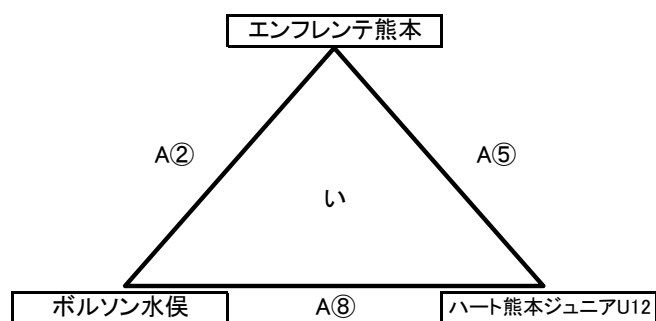 エンフレンテ熊本
A②
A⑤
い
ボルソン水俣
A⑧
ハート熊本ジュニアU12